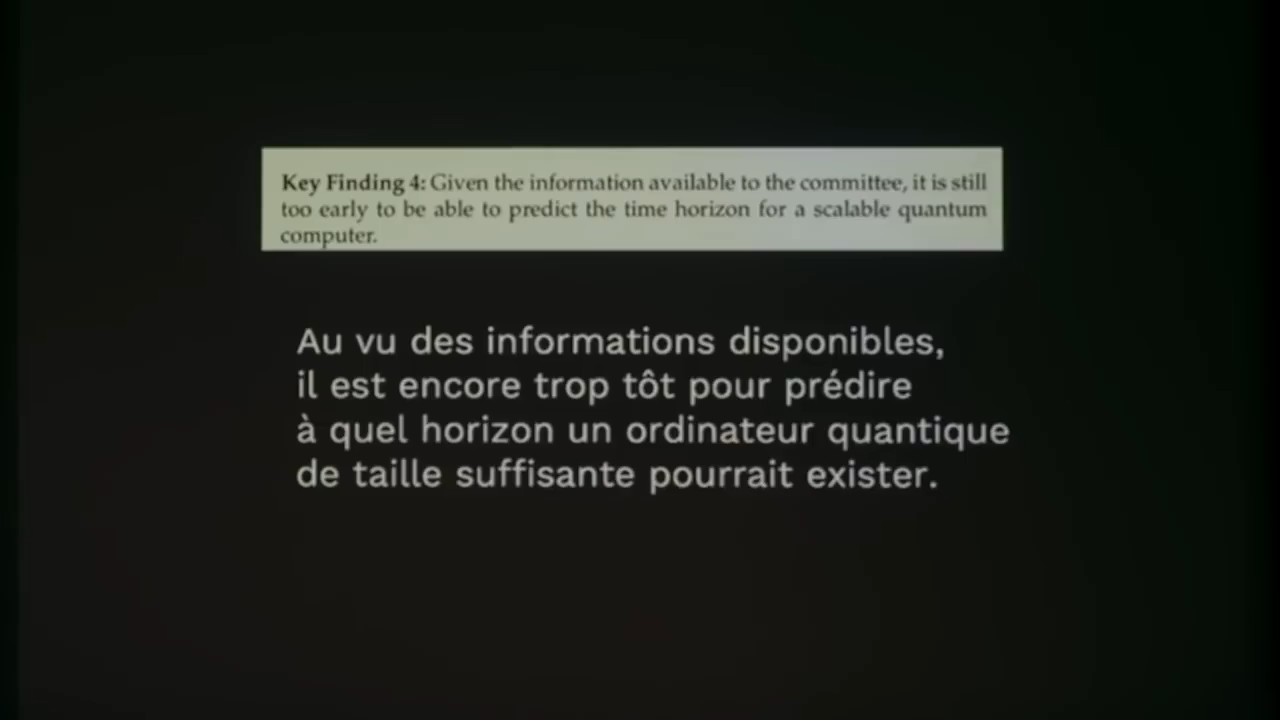 Key Finding 4: Given the information available to the committee, it is still
too early to be able to predict the time horizon for a scalable quantum
computer.
Au vu des informations disponibles,
il est encore trop tôt pour prédire
à quel horizon un ordinateur quantique
de taille suffisante pourrait exister.